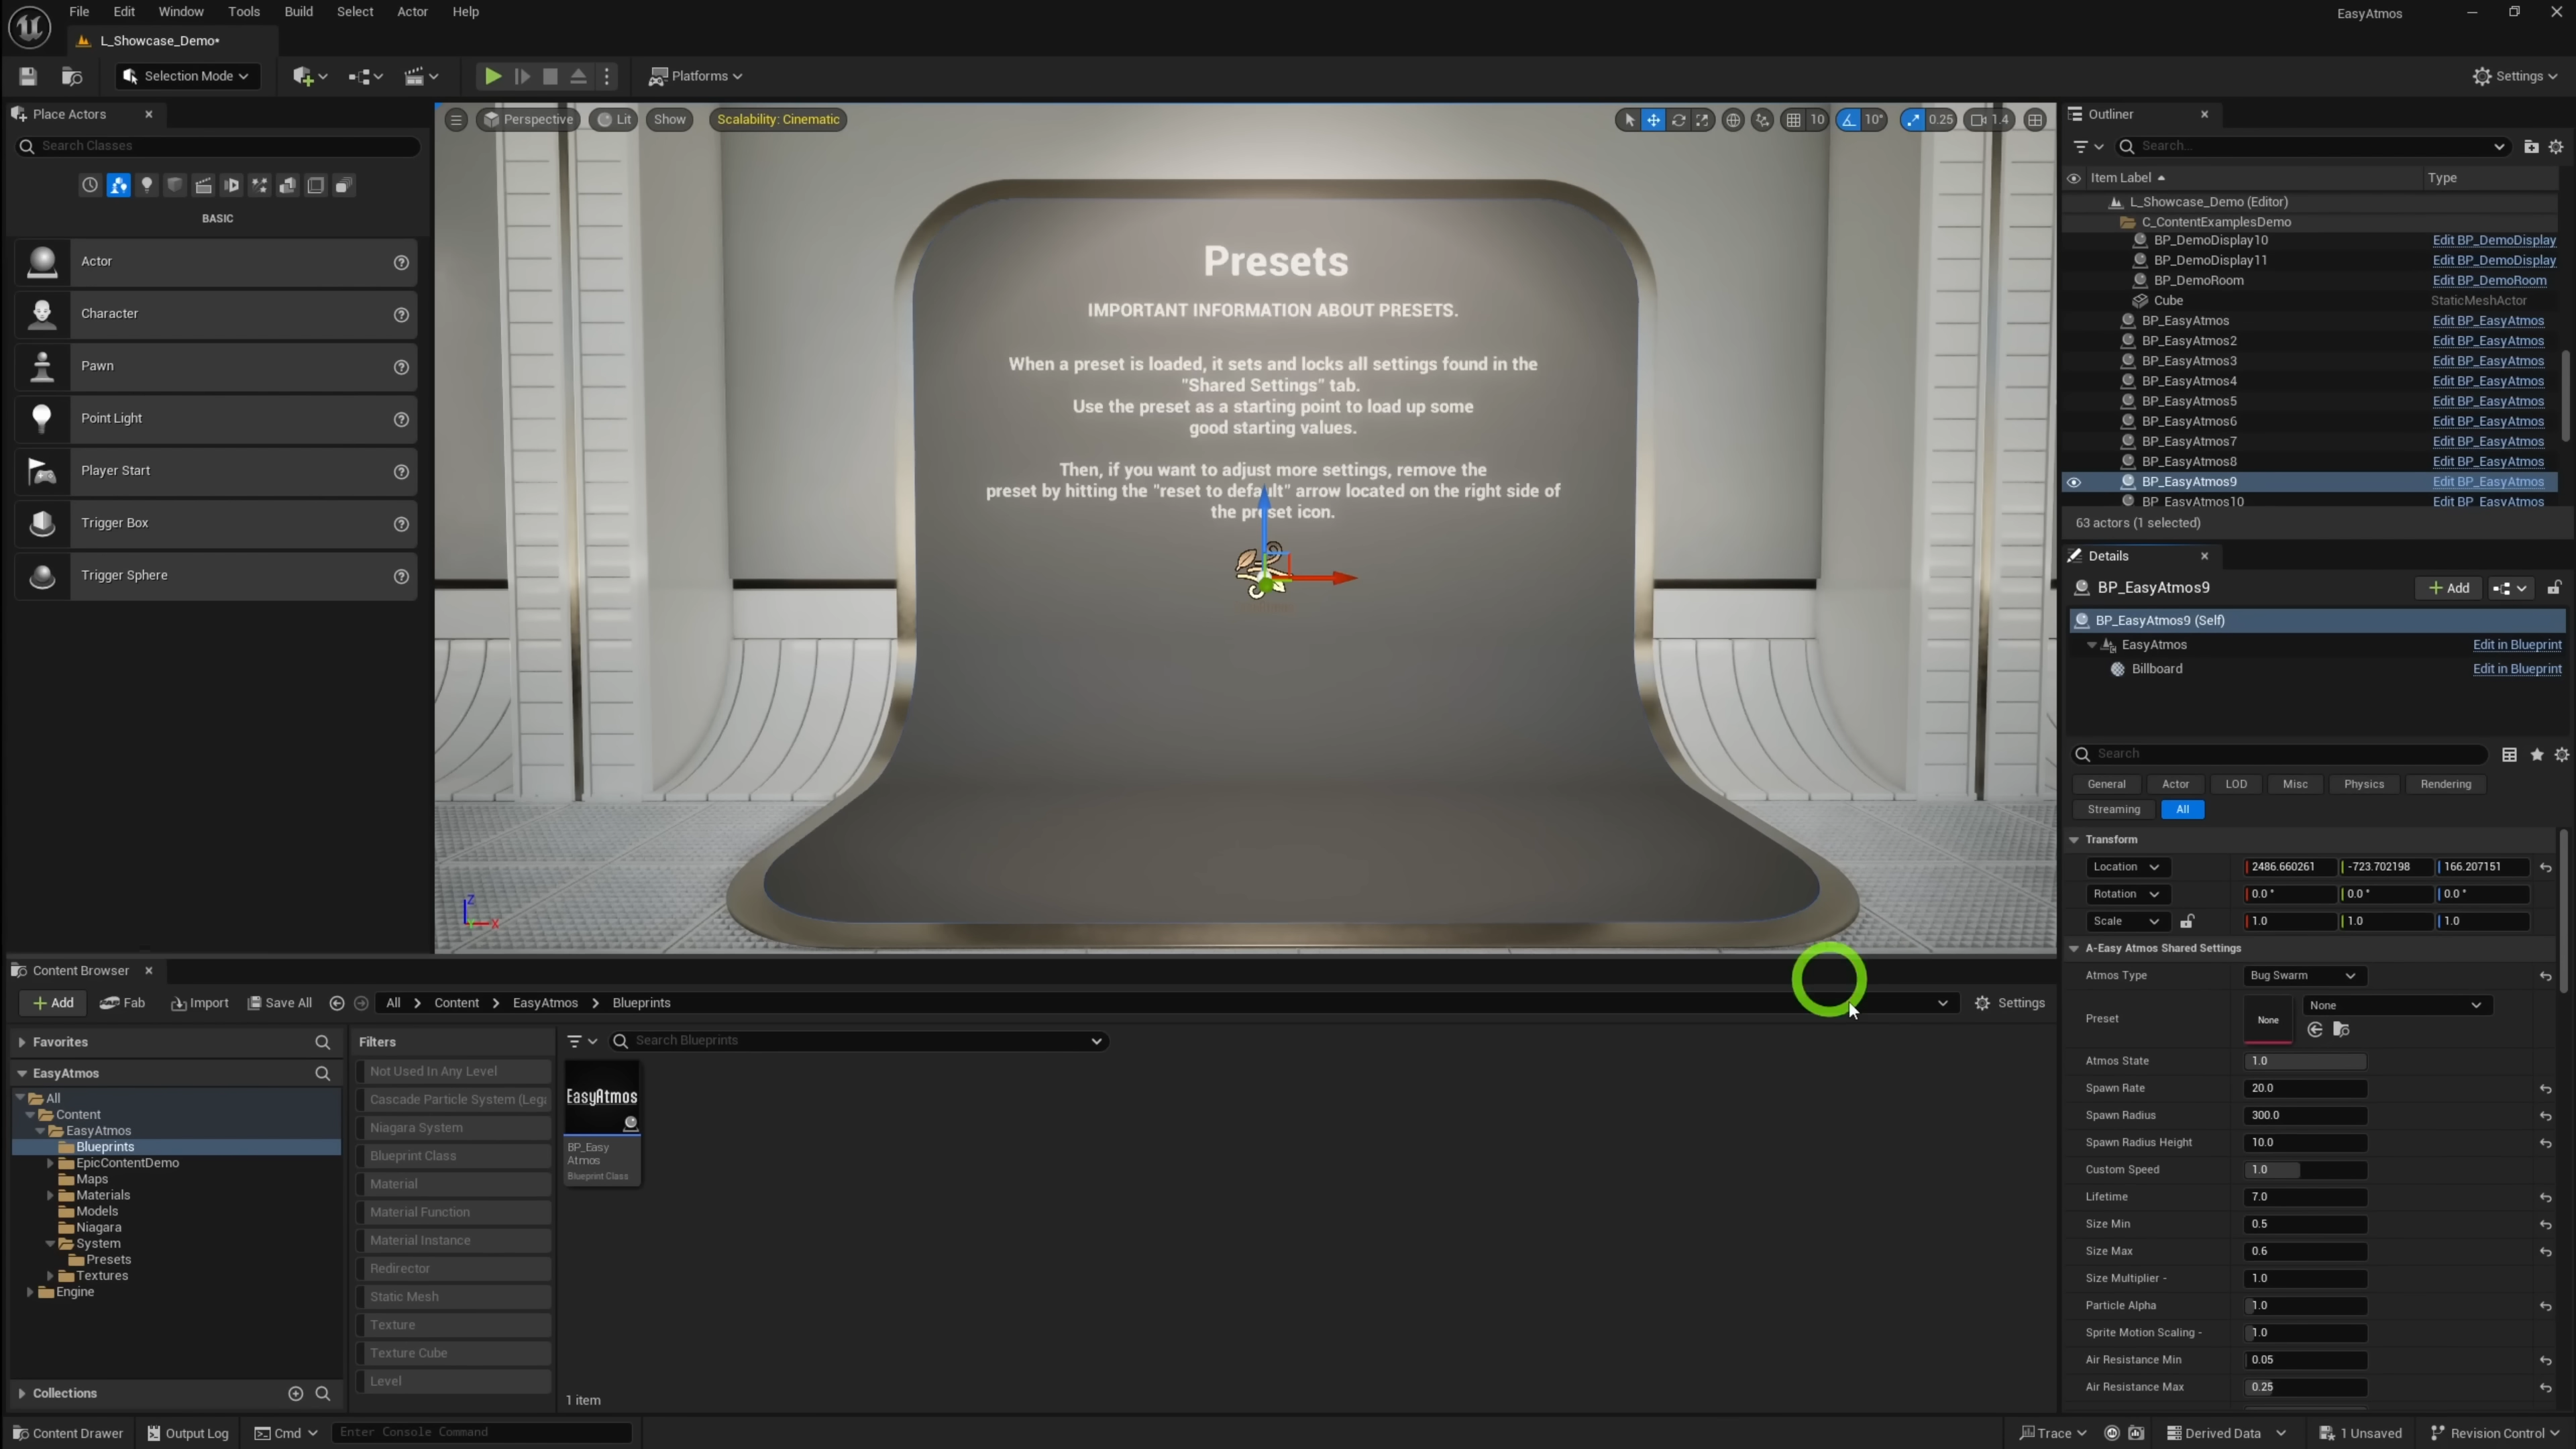 File Edit Window Tools Build Select Actor Help
EasyAtmos
L_Showcase_Demo*
Selection Mode
Platforms
Settings
Place Actors
Search Classes
BASIC
Actor
Character
Pawn
Point Light
Player Start
Trigger Box
Trigger Sphere
Perspective Lit Show Scalability: Cinematic
10 10° 0.25 1.4
Presets
IMPORTANT INFORMATION ABOUT PRESETS.
When a preset is loaded, it sets and locks all settings found in the
"Shared Settings" tab.
Use the preset as a starting point to load up some
good starting values.
Then, if you want to adjust more settings, remove the
preset by hitting the "reset to default" arrow located on the right side of
the preset icon.
Z
X
Outliner
Search...
Item Label Type
L_Showcase_Demo (Editor)
C_ContentExamplesDemo
BP_DemoDisplay10 Edit BP_DemoDisplay
BP_DemoDisplay11 Edit BP_DemoDisplay
BP_DemoRoom Edit BP_DemoRoom
Cube StaticMeshActor
BP_EasyAtmos Edit BP_EasyAtmos
BP_EasyAtmos2 Edit BP_EasyAtmos
BP_EasyAtmos3 Edit BP_EasyAtmos
BP_EasyAtmos4 Edit BP_EasyAtmos
BP_EasyAtmos5 Edit BP_EasyAtmos
BP_EasyAtmos6 Edit BP_EasyAtmos
BP_EasyAtmos7 Edit BP_EasyAtmos
BP_EasyAtmos8 Edit BP_EasyAtmos
BP_EasyAtmos9 Edit BP_EasyAtmos
BP_EasyAtmos10 Edit BP_EasyAtmos
63 actors (1 selected)
Details
BP_EasyAtmos9
Add
BP_EasyAtmos9 (Self)
EasyAtmos Edit in Blueprint
Billboard Edit in Blueprint
Search
General Actor LOD Misc Physics Rendering
Streaming All
Transform
Location 2486.660261 -723.702198 166.207151
Rotation 0.0 ° 0.0 ° 0.0 °
Scale 1.0 1.0 1.0
A-Easy Atmos Shared Settings
Atmos Type Bug Swarm
Preset None None
Atmos State 1.0
Spawn Rate 20.0
Spawn Radius 300.0
Spawn Radius Height 10.0
Custom Speed 1.0
Lifetime 7.0
Size Min 0.5
Size Max 0.6
Size Multiplier - 1.0
Particle Alpha 1.0
Sprite Motion Scaling - 1.0
Air Resistance Min 0.05
Air Resistance Max 0.25
Content Browser
Add Fab Import Save All All > Content > EasyAtmos > Blueprints Settings
Favorites
EasyAtmos
All
Content
EasyAtmos
Blueprints
EpicContentDemo
Maps
Materials
Models
Niagara
System
Presets
Textures
Engine
Collections
Filters
Not Used In Any Level
Cascade Particle System (Lega
Niagara System
Blueprint Class
Material
Material Function
Material Instance
Redirector
Static Mesh
Texture
Texture Cube
Level
Search Blueprints
EasyAtmos
BP_Easy
Atmos
Blueprint Class
1 item
Content Drawer Output Log Cmd Enter Console Command
Trace Derived Data 1 Unsaved Revision Control